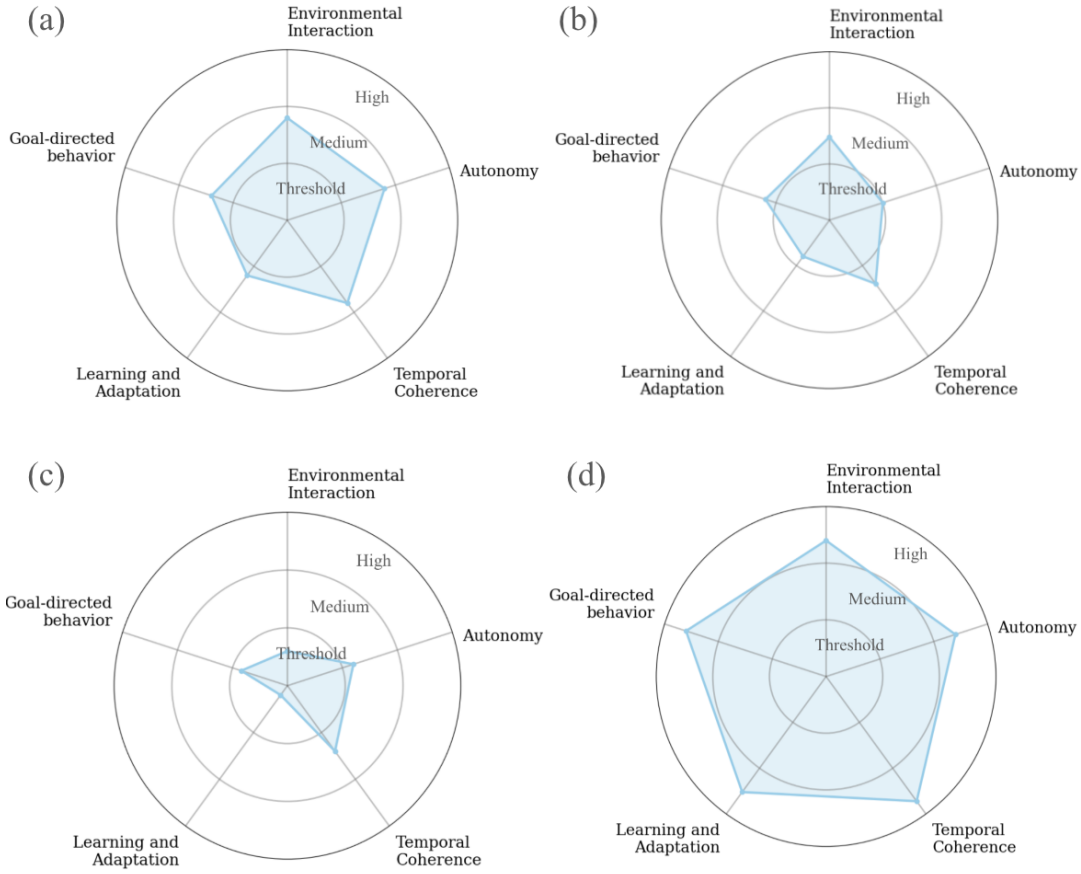 (a)
Environmental
Interaction
High
Medium
Goal-directed
behavior
Autonomy
Threshold
Learning and
Adaptation
Temporal
Coherence
(b)
Environmental
Interaction
High
Medium
Goal-directed
behavior
Autonomy
Threshold
Learning and
Adaptation
Temporal
Coherence
(c)
Environmental
Interaction
High
Medium
Goal-directed
behavior
Autonomy
Threshold
Learning and
Adaptation
Temporal
Coherence
(d)
Environmental
Interaction
High
Medium
Goal-directed
behavior
Autonomy
Threshold
Learning and
Adaptation
Temporal
Coherence